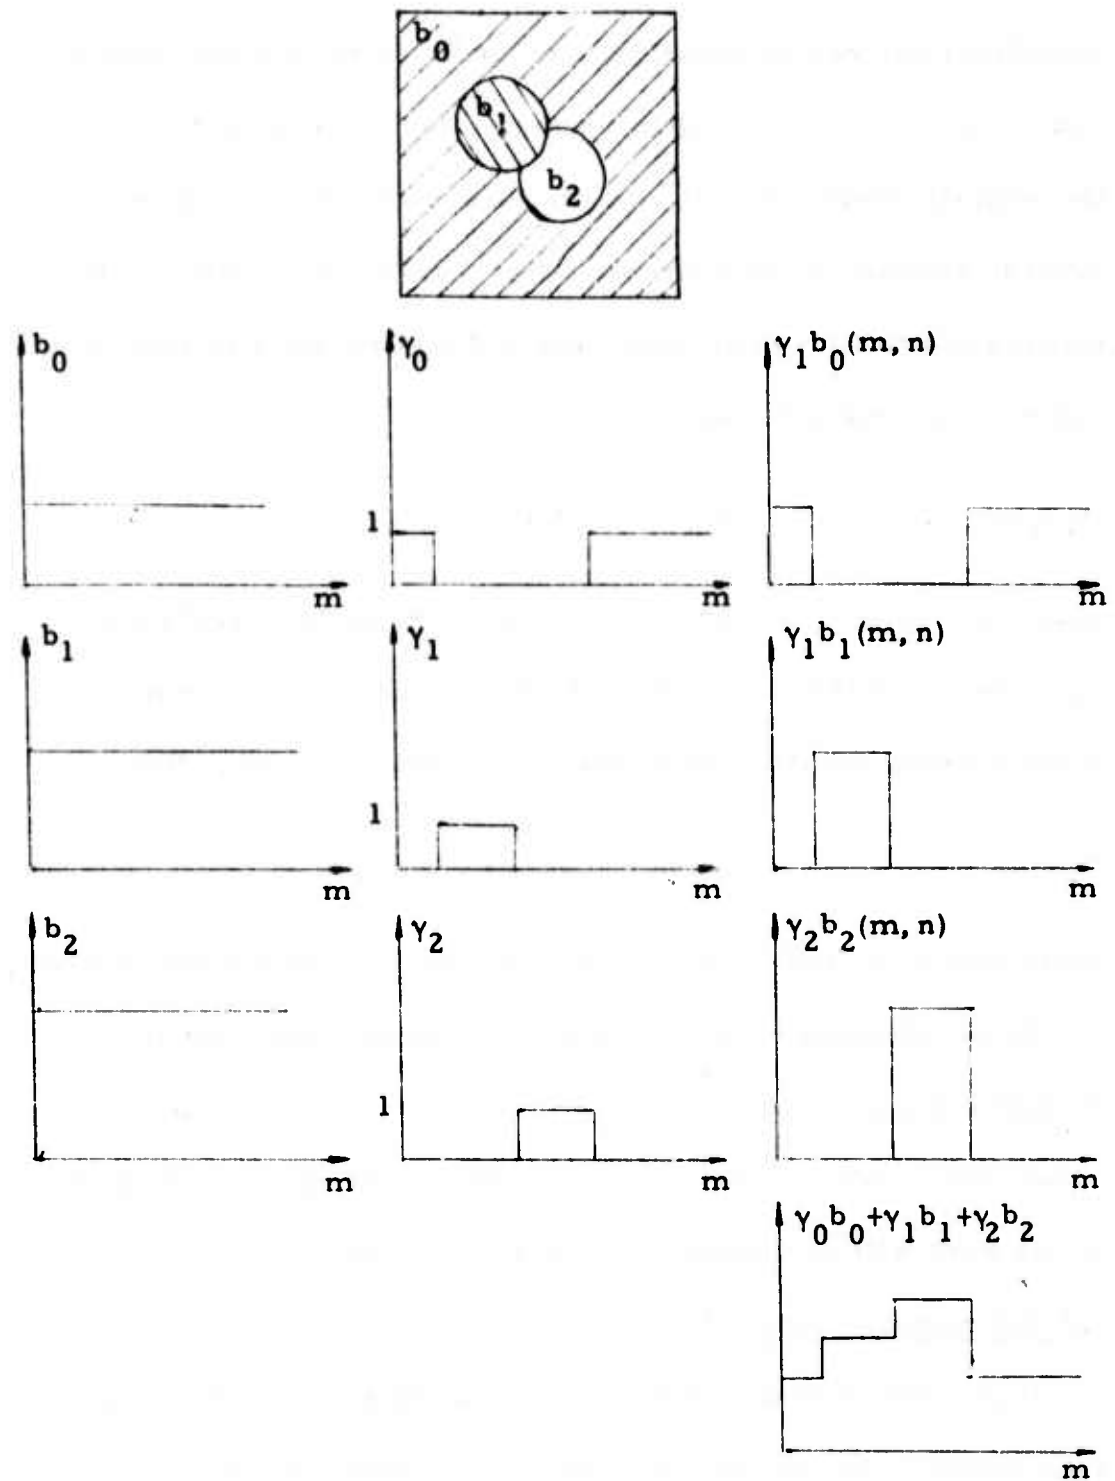 b₀
b₁
b₂
b₀ γ₀ γ₁b₀(m, n)
1
m m m
b₁ γ₁ γ₁b₁(m, n)
1
m m m
b₂ γ₂ γ₂b₂(m, n)
1
m m m
γ₀b₀+γ₁b₁+γ₂b₂
m